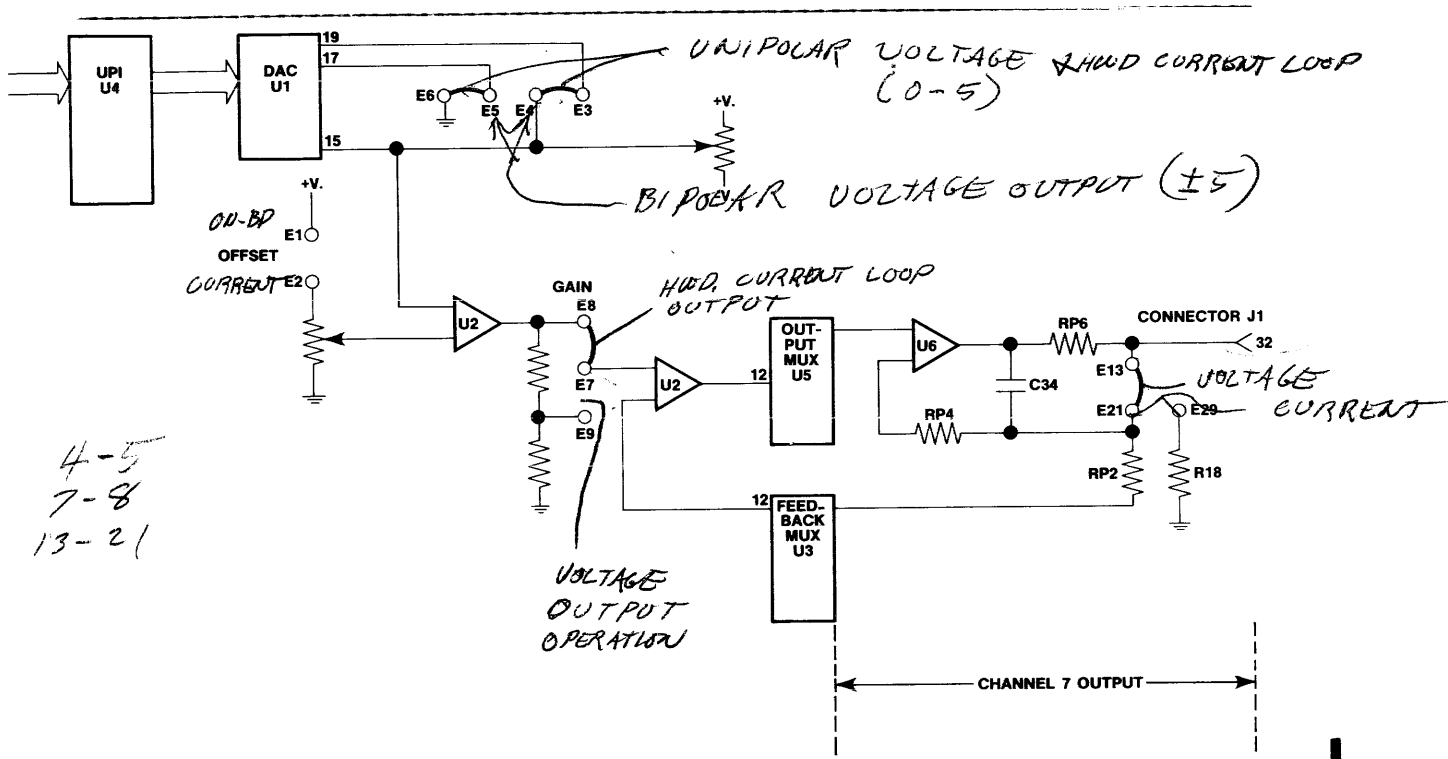 19
UNIPOLAR VOLTAGE & HWD CURRENT LOOP
(0-5)
UPI
U4
DAC
U1
17
E6
E5
E4
E3
+V.
15
+V.
BIPOLAR VOLTAGE OUTPUT (±5)
ON-BD
E1
OFFSET
CURRENT
E2
GAIN
HWD. CURRENT LOOP
OUTPUT
E8
U2
E7
U2
12
OUT-
PUT
MUX
U5
U6
RP6
CONNECTOR J1
32
E13
C34
VOLTAGE
CURRENT
E9
RP4
E21
E29
4-5
7-8
13-21
RP2
R18
12
FEED-
BACK
MUX
U3
VOLTAGE
OUTPUT
OPERATION
CHANNEL 7 OUTPUT